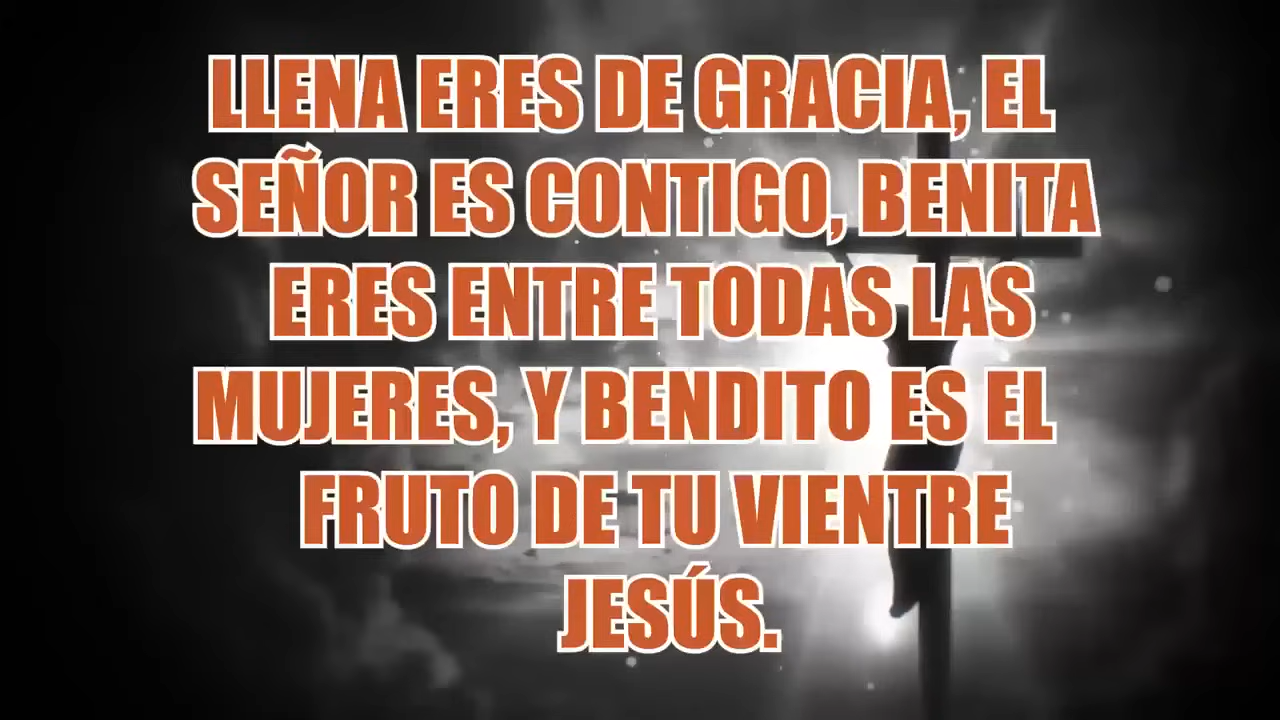 LLENA ERES DE GRACIA, EL
SEÑOR ES CONTIGO, BENITA
ERES ENTRE TODAS LAS
MUJERES, Y BENDITO ES EL
FRUTO DE TU VIENTRE
JESÚS.